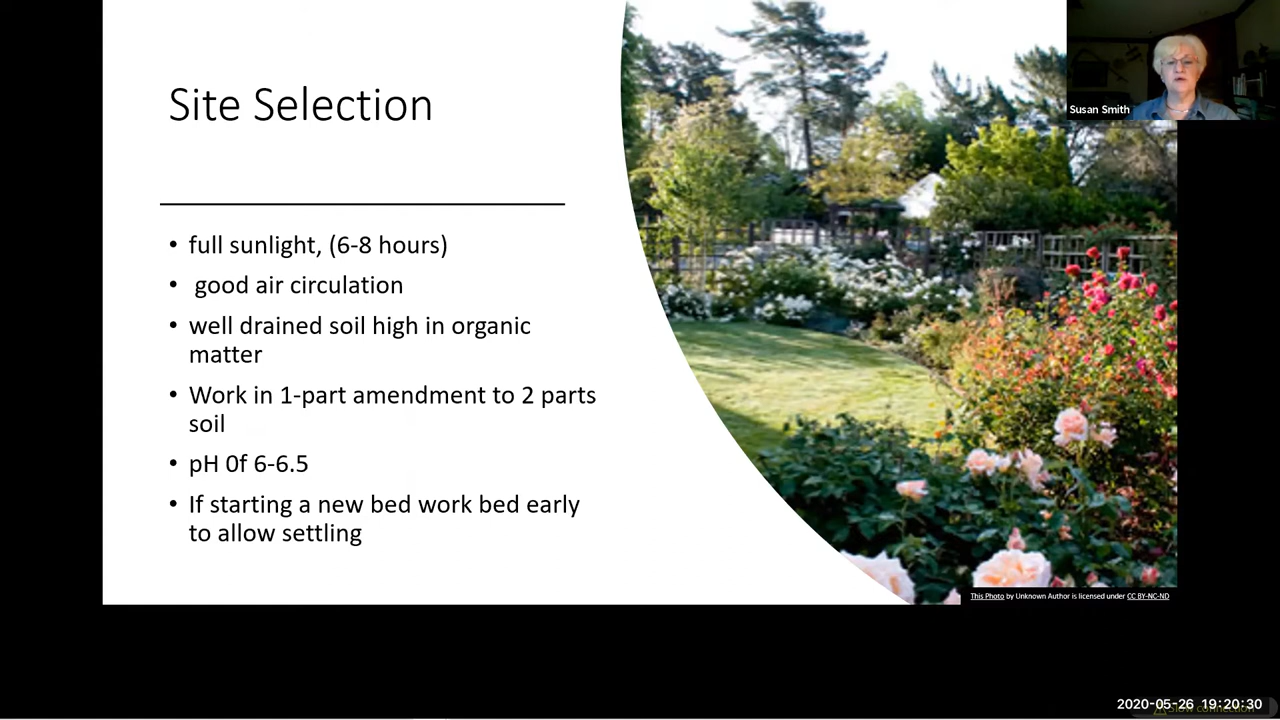 Site Selection
• full sunlight, (6-8 hours)
• good air circulation
• well drained soil high in organic
matter
• Work in 1-part amendment to 2 parts
soil
• pH 0f 6-6.5
• If starting a new bed work bed early
to allow settling
Susan Smith
This Photo by Unknown Author is licensed under CC BY-NC-ND
2020-05-26 19:20:30